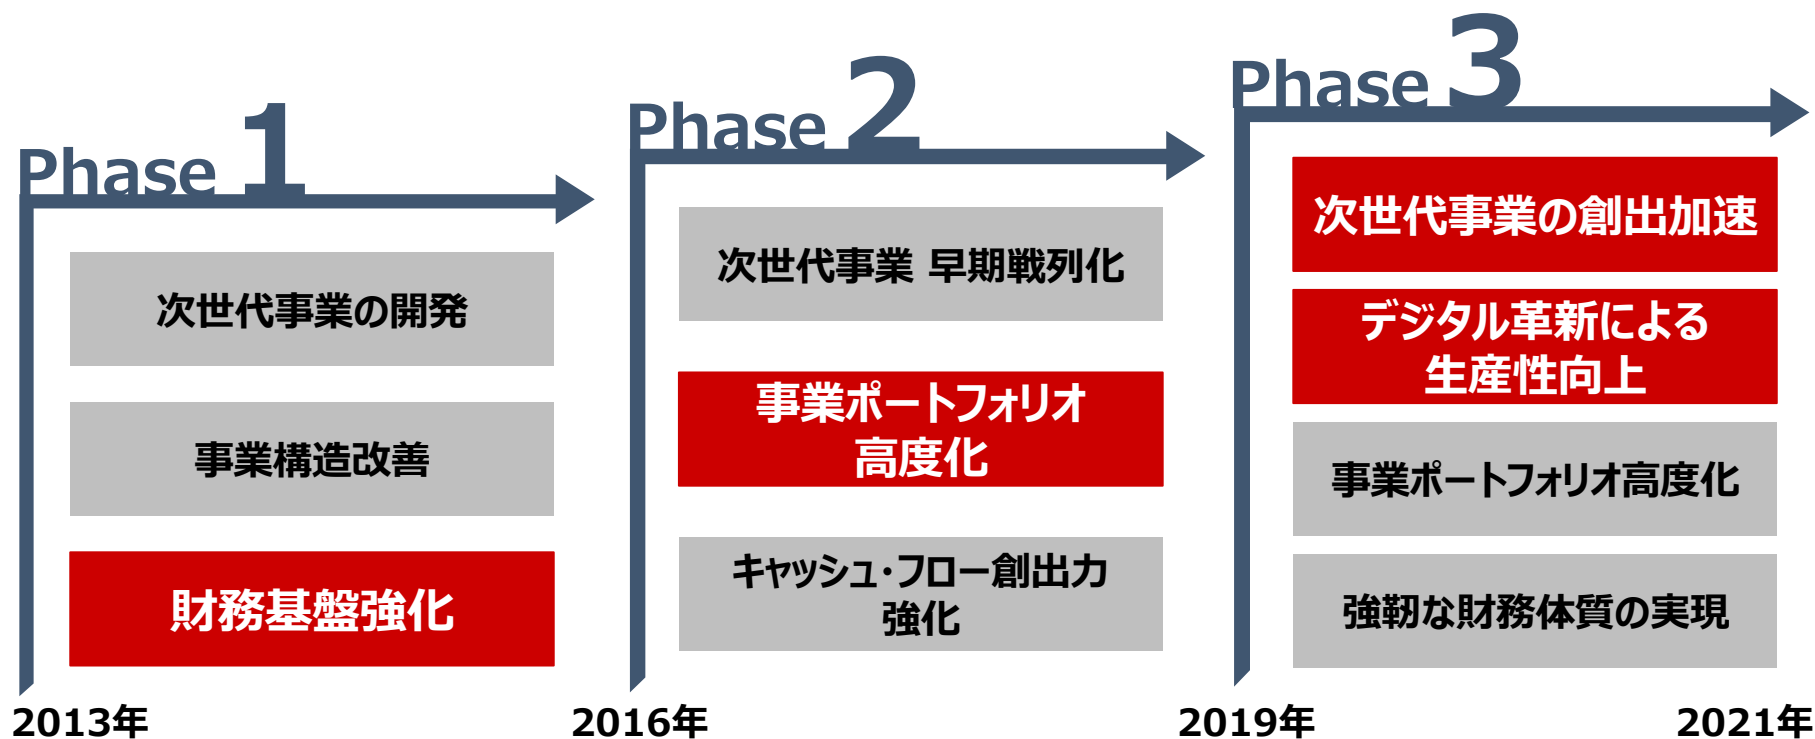 Phase 1
次世代事業の開発
事業構造改善
財務基盤強化
2013年
Phase 2
次世代事業 早期戦列化
事業ポートフォリオ
高度化
キャッシュ・フロー創出力
強化
2016年
Phase 3
次世代事業の創出加速
デジタル革新による
生産性向上
事業ポートフォリオ高度化
強靭な財務体質の実現
2019年
2021年